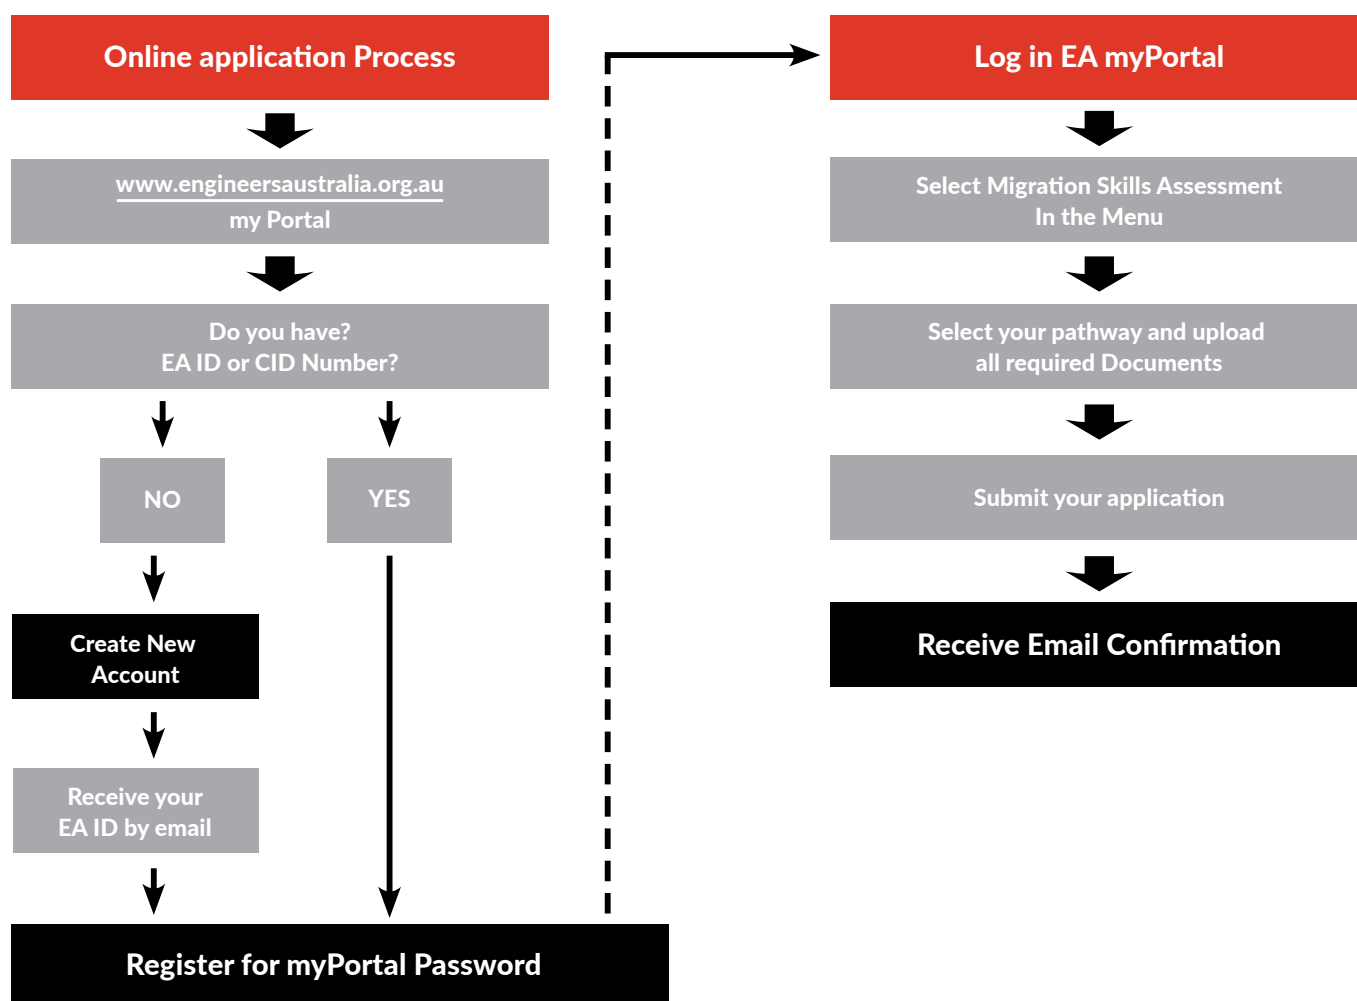 Online application Process
www.engineersaustralia.org.au
my Portal
Do you have?
EA ID or CID Number?
NO
YES
Create New
Account
Receive your
EA ID by email
Register for myPortal Password
Log in EA myPortal
Select Migration Skills Assessment
In the Menu
Select your pathway and upload
all required Documents
Submit your application
Receive Email Confirmation